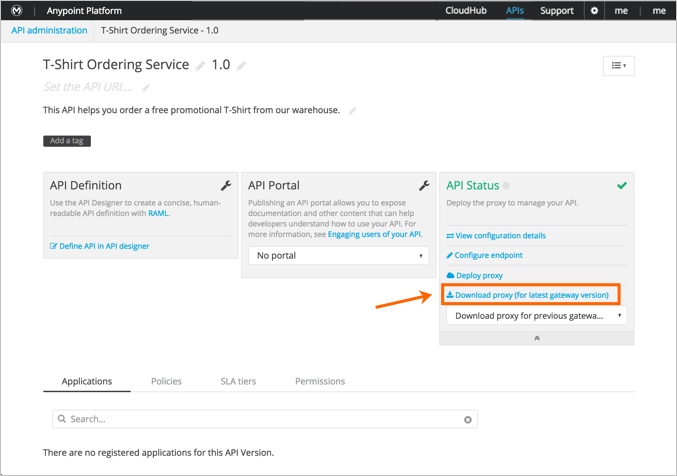 Anypoint Platform CloudHub APIs Support me me
API administration T-Shirt Ordering Service - 1.0
T-Shirt Ordering Service 1.0
Set the API URL...
This API helps you order a free promotional T-Shirt from our warehouse.
Add a tag
API Definition
Use the API Designer to create a concise, human-
readable API definition with RAML.
Define API in API designer
API Portal
Publishing an API portal allows you to expose
documentation and other content that can help
developers understand how to use your API. For
more information, see Engaging users of your API.
No portal
API Status
Deploy the proxy to manage your API.
View configuration details
Configure endpoint
Deploy proxy
Download proxy (for latest gateway version)
Download proxy for previous gatewa...
Applications Policies SLA tiers Permissions
Search...
There are no registered applications for this API Version.